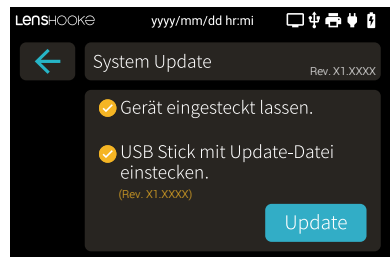 LENSHOOKE yyyy/mm/dd hr:mi
System Update
Rev. X1.XXXX
Gerät eingesteckt lassen.
USB Stick mit Update-Datei
einstecken.
(Rev. X1.XXXX)
Update